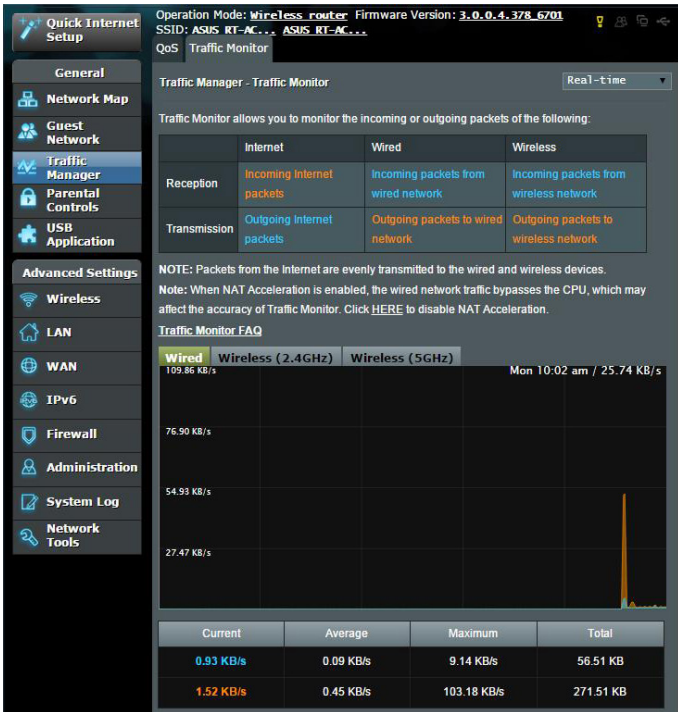 Quick Internet
Setup
Operation Mode: Wireless router Firmware Version: 3.0.0.4.378_6701
SSID: ASUS RT-AC... ASUS RT-AC...
QoS Traffic Monitor
General
Network Map
Guest
Network
Traffic
Manager
Parental
Controls
USB
Application
Advanced Settings
Wireless
LAN
WAN
IPv6
Firewall
Administration
System Log
Network
Tools
Traffic Manager - Traffic Monitor
Real-time
Traffic Monitor allows you to monitor the incoming or outgoing packets of the following:
Internet Wired Wireless
Reception
Incoming Internet
packets
Incoming packets from
wired network
Incoming packets from
wireless network
Transmission
Outgoing Internet
packets
Outgoing packets to wired
network
Outgoing packets to
wireless network
NOTE: Packets from the Internet are evenly transmitted to the wired and wireless devices.
Note: When NAT Acceleration is enabled, the wired network traffic bypasses the CPU, which may
affect the accuracy of Traffic Monitor. Click HERE to disable NAT Acceleration.
Traffic Monitor FAQ
Wired Wireless (2.4GHz) Wireless (5GHz)
109.86 KB/s
Mon 10:02 am / 25.74 KB/s
76.90 KB/s
54.93 KB/s
27.47 KB/s
Current Average Maximum Total
0.93 KB/s 0.09 KB/s 9.14 KB/s 56.51 KB
1.52 KB/s 0.45 KB/s 103.18 KB/s 271.51 KB